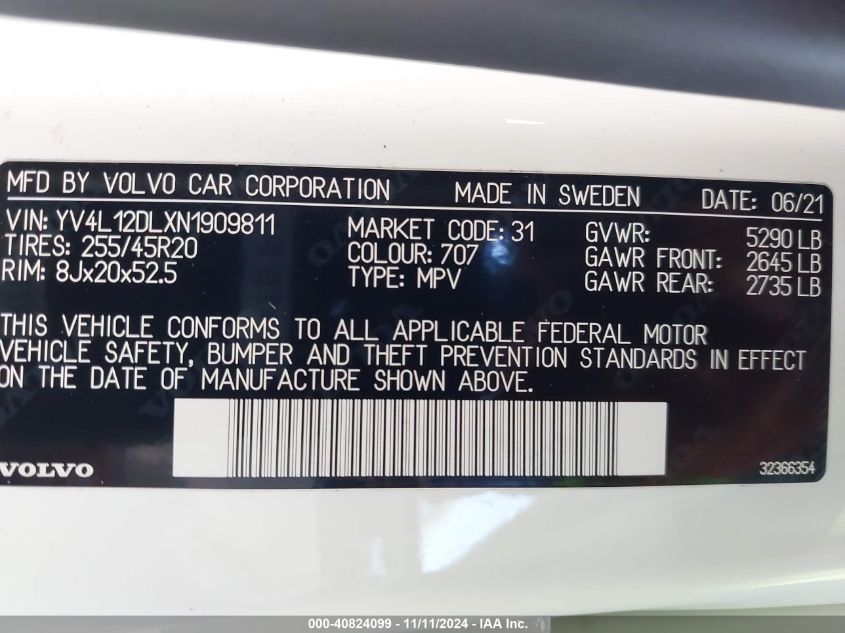 MFD BY VOLVO CAR CORPORATION MADE IN SWEDEN DATE: 06/21
VIN: YV4L12DLXN1909811 MARKET CODE: 31 GVWR: 5290 LB
TIRES: 255/45R20 COLOUR: 707 GAWR FRONT: 2645 LB
RIM: 8Jx20x52.5 TYPE: MPV GAWR REAR: 2735 LB
THIS VEHICLE CONFORMS TO ALL APPLICABLE FEDERAL MOTOR
VEHICLE SAFETY, BUMPER AND THEFT PREVENTION STANDARDS IN EFFECT
ON THE DATE OF MANUFACTURE SHOWN ABOVE.
VOLVO 32366354
000-40824099 - 11/11/2024 - IAA Inc.